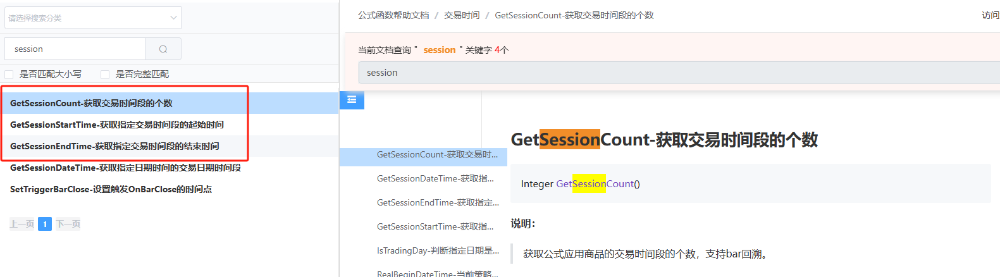 请选择搜索分类
session
是否匹配大小写 是否完整匹配
GetSessionCount-获取交易时间段的个数
GetSessionStartTime-获取指定交易时间段的起始时间
GetSessionEndTime-获取指定交易时间段的结束时间
GetSessionDateTime-获取指定日期时间的交易日期时间段
SetTriggerBarClose-设置触发OnBarClose的时间点
上一页 1 下一页
公式函数帮助文档 / 交易时间 / GetSessionCount-获取交易时间段的个数
访问
当前文档查询 " session " 关键字 4个
session
GetSessionCount-获取交易时...
GetSessionDateTime-获取指...
GetSessionEndTime-获取指定...
GetSessionStartTime-获取指...
IsTradingDay-判断指定日期是...
RealBeginDateTime-当前策略...
GetSessionCount-获取交易时间段的个数
Integer GetSessionCount()
说明：
获取公式应用商品的交易时间段的个数，支持bar回溯。